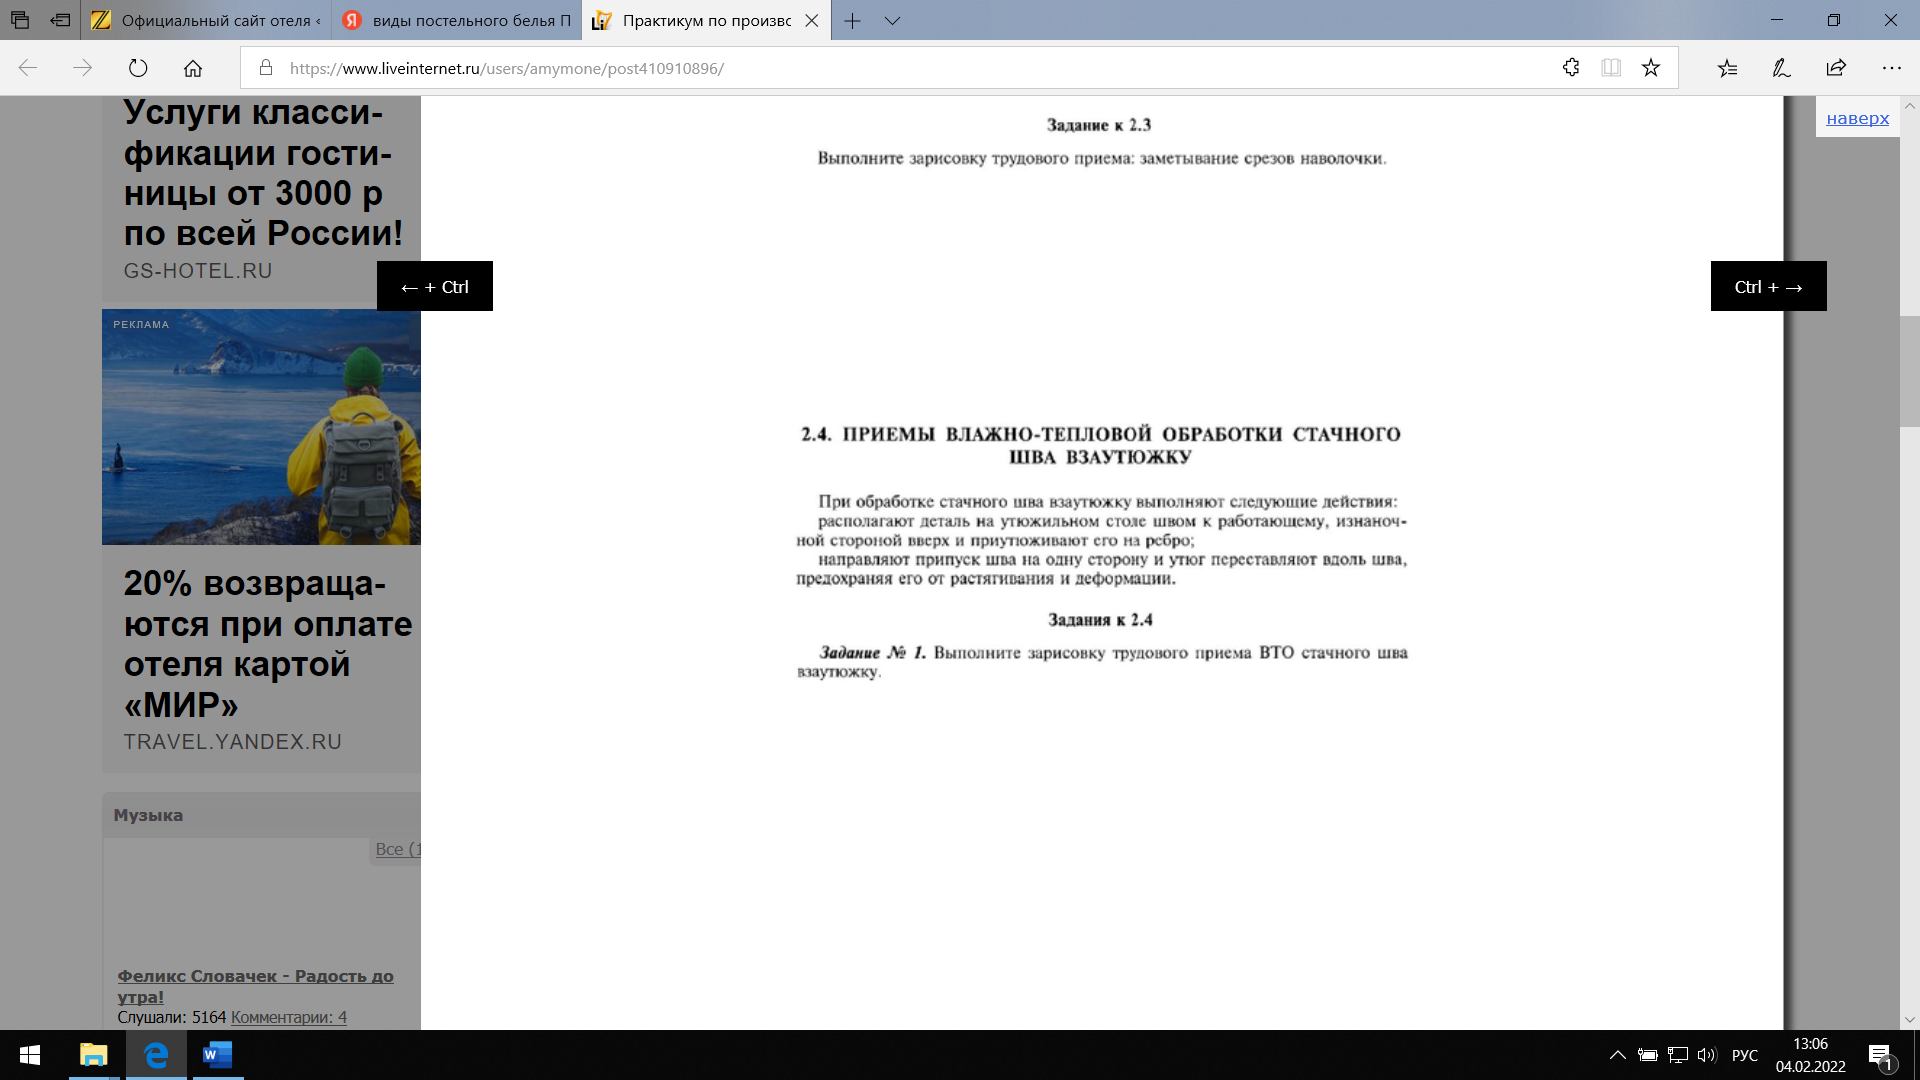 Официальный сайт отеля «
виды постельного белья П
Практикум по произвс
https://www.liveinternet.ru/users/amymone/post410910896/
Услуги класси-
фикации гости-
ницы от 3000 р
по всей России!
GS-HOTEL.RU
← + Ctrl
РЕКЛАМА
20% возвраща-
ются при оплате
отеля картой
«МИР»
TRAVEL.YANDEX.RU
Музыка
Все (1
Феликс Словачек - Радость до
утра!
Слушали: 5164 Комментарии: 4
Задание к 2.3
Выполните зарисовку трудового приема: заметывание срезов наволочки.
2.4. ПРИЕМЫ ВЛАЖНО-ТЕПЛОВОЙ ОБРАБОТКИ СТАЧНОГО
ШВА ВЗАУТЮЖКУ
При обработке стачного шва взаутюжку выполняют следующие действия:
располагают деталь на утюжильном столе швом к работающему, изнаноч-
ной стороной вверх и приутюживают его на ребро;
направляют припуск шва на одну сторону и утюг переставляют вдоль шва,
предохраняя его от растягивания и деформации.
Задания к 2.4
Задание № 1. Выполните зарисовку трудового приема ВТО стачного шва
взаутюжку.
наверх
Ctrl + →
РУС
13:06
04.02.2022
1